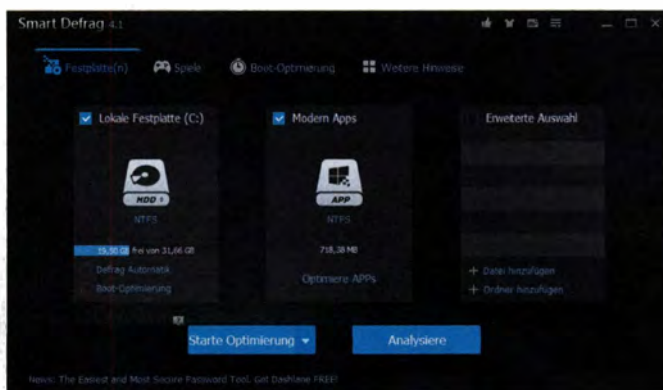 Smart Defrag 4.1
Festplatte(n) Spiele Boot-Optimierung Weitere Hinweise
Lokale Festplatte (C:) Modern Apps Erweiterte Auswahl
HDD APP
NTFS NTFS
15,50 GB frei von 31,66 GB 718,38 MB
Defrag Automatik Optimiere APPs + Datei hinzufügen
Boot-Optimierung + Ordner hinzufügen
Starte Optimierung Analysiere
News: The Easiest and Most Secure Password Tool. Get Dashlane FREE!